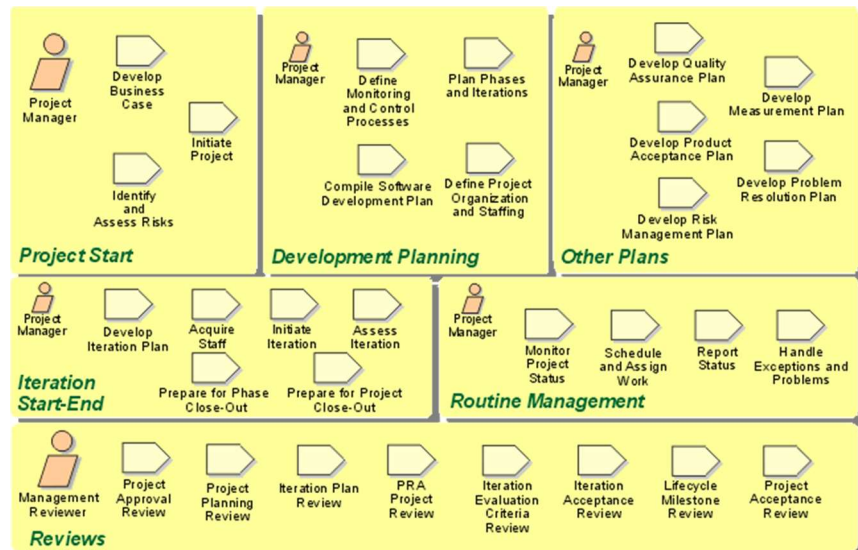 Project
Manager
Develop
Business
Case
Initiate
Project
Identify
and
Assess Risks
Project Start
Project
Manager
Define
Monitoring
and Control
Processes
Plan Phases
and Iterations
Compile Software
Development Plan
Define Project
Organization
and Staffing
Development Planning
Project
Manager
Develop Quality
Assurance Plan
Develop
Measurement Plan
Develop Product
Acceptance Plan
Develop Problem
Resolution Plan
Develop Risk
Management Plan
Other Plans
Project
Manager
Develop
Iteration Plan
Acquire
Staff
Initiate
Iteration
Assess
Iteration
Prepare for Phase
Close-Out
Prepare for Project
Close-Out
Iteration
Start-End
Project
Manager
Monitor
Project
Status
Schedule
and Assign
Work
Report
Status
Handle
Exceptions and
Problems
Routine Management
Management
Reviewer
Project
Approval
Review
Project
Planning
Review
Iteration Plan
Review
PRA
Project
Review
Iteration
Evaluation
Criteria
Review
Iteration
Acceptance
Review
Lifecycle
Milestone
Review
Project
Acceptance
Review
Reviews